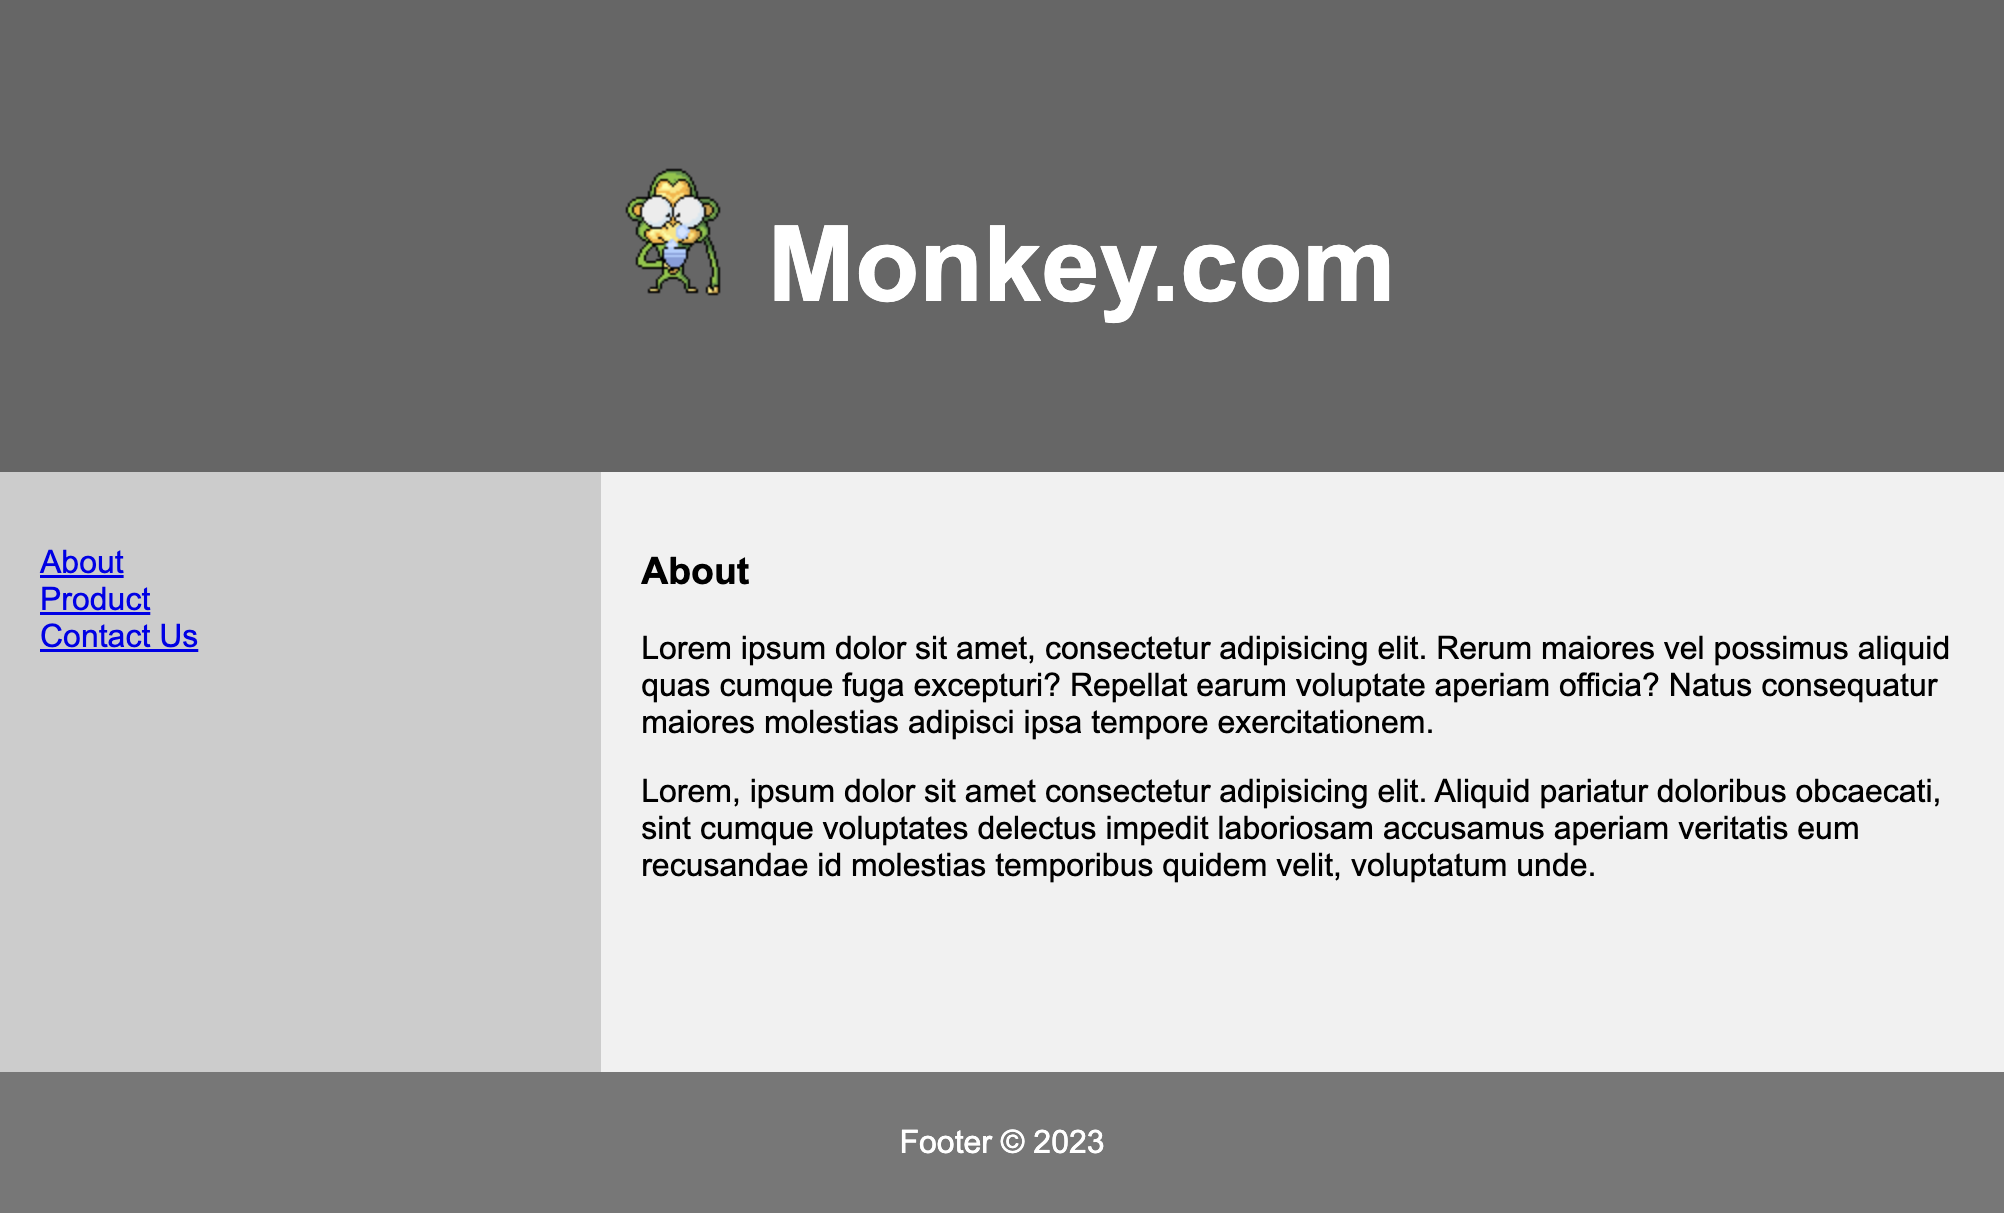 Monkey.com
About
Product
Contact Us
About
Lorem ipsum dolor sit amet, consectetur adipisicing elit. Rerum maiores vel possimus aliquid
quas cumque fuga excepturi? Repellat earum voluptate aperiam officia? Natus consequatur
maiores molestias adipisci ipsa tempore exercitationem.
Lorem, ipsum dolor sit amet consectetur adipisicing elit. Aliquid pariatur doloribus obcaecati,
sint cumque voluptates delectus impedit laboriosam accusamus aperiam veritatis eum
recusandae id molestias temporibus quidem velit, voluptatum unde.
Footer © 2023